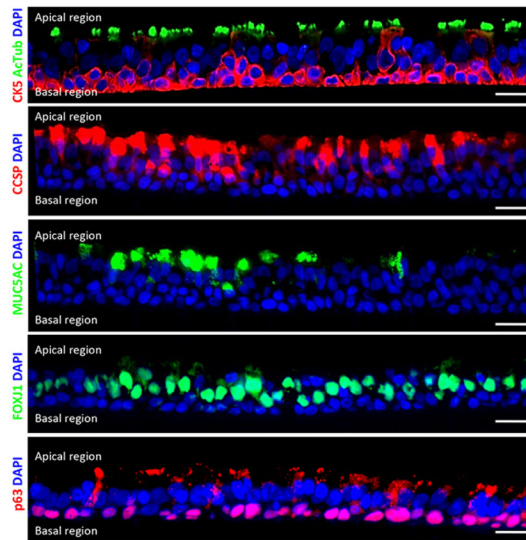 CK5 AcTub DAPI
Apical region
Basal region
CCSP DAPI
Apical region
Basal region
MUC5AC DAPI
Apical region
Basal region
FOXJ1 DAPI
Apical region
Basal region
p63 DAPI
Apical region
Basal region